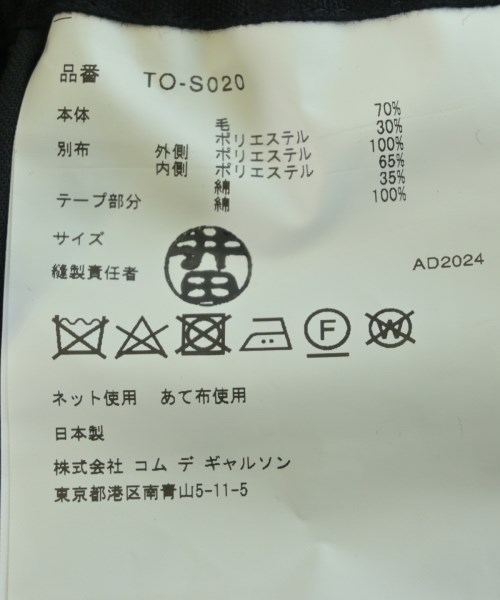 品番 TO-S020
本体 毛 70%
ポリエステル 30%
別布 外側 ポリエステル 100%
内側 ポリエステル 65%
綿 35%
テープ部分 綿 100%
サイズ
縫製責任者 井田
AD2024
F
W
ネット使用 あて布使用
日本製
株式会社 コム デ ギャルソン
東京都港区南青山5-11-5